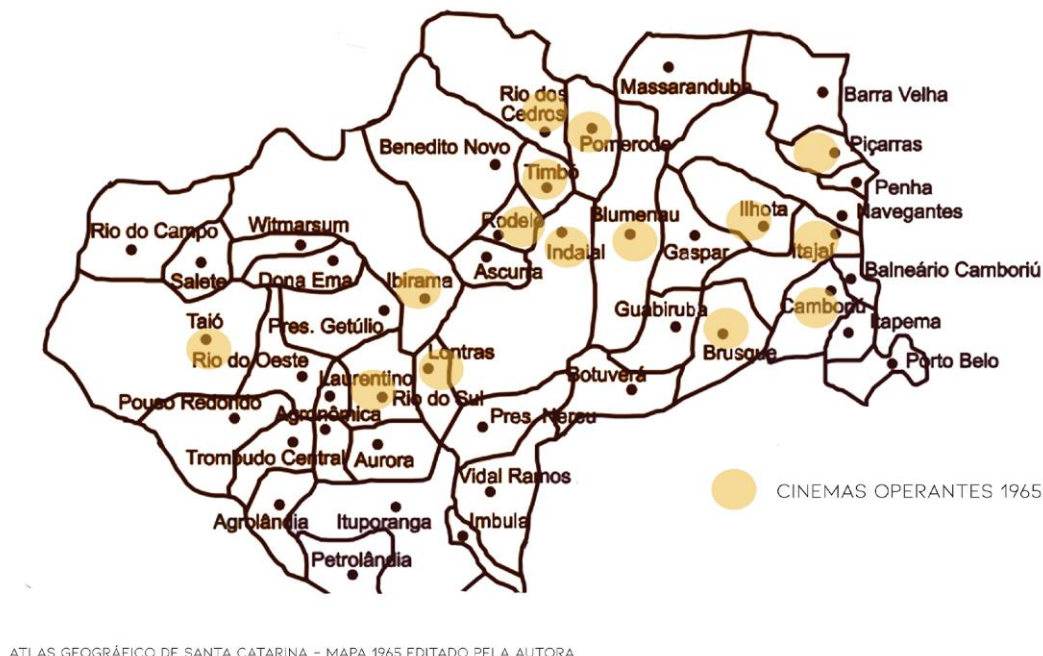 Massaranduba
Rio dos
Cedros
Barra Velha
Pomerode
Benedito Novo
Piçarras
Timbó
Penha
Rodeio
Blumenau
Ilhota
Navegantes
Rio do Campo
Witmarsum
Indaial
Gaspar
Itajaí
Salete
Dona Ema
Ibirama
Ascurra
Balneário Camboriú
Camboriú
Guabiruba
Itapema
Taió
Pres. Getúlio
Brusque
Rio do Oeste
Lontras
Porto Belo
Laurentino
Botuverá
Pouso Redondo
Rio do Sul
Agronômica
Pres. Nereu
Trombudo Central
Aurora
Vidal Ramos
CINEMAS OPERANTES 1965
Agrolândia
Ituporanga
Imbula
Petrolândia
ATLAS GEOGRÁFICO DE SANTA CATARINA - MAPA 1965 EDITADO PELA AUTORA